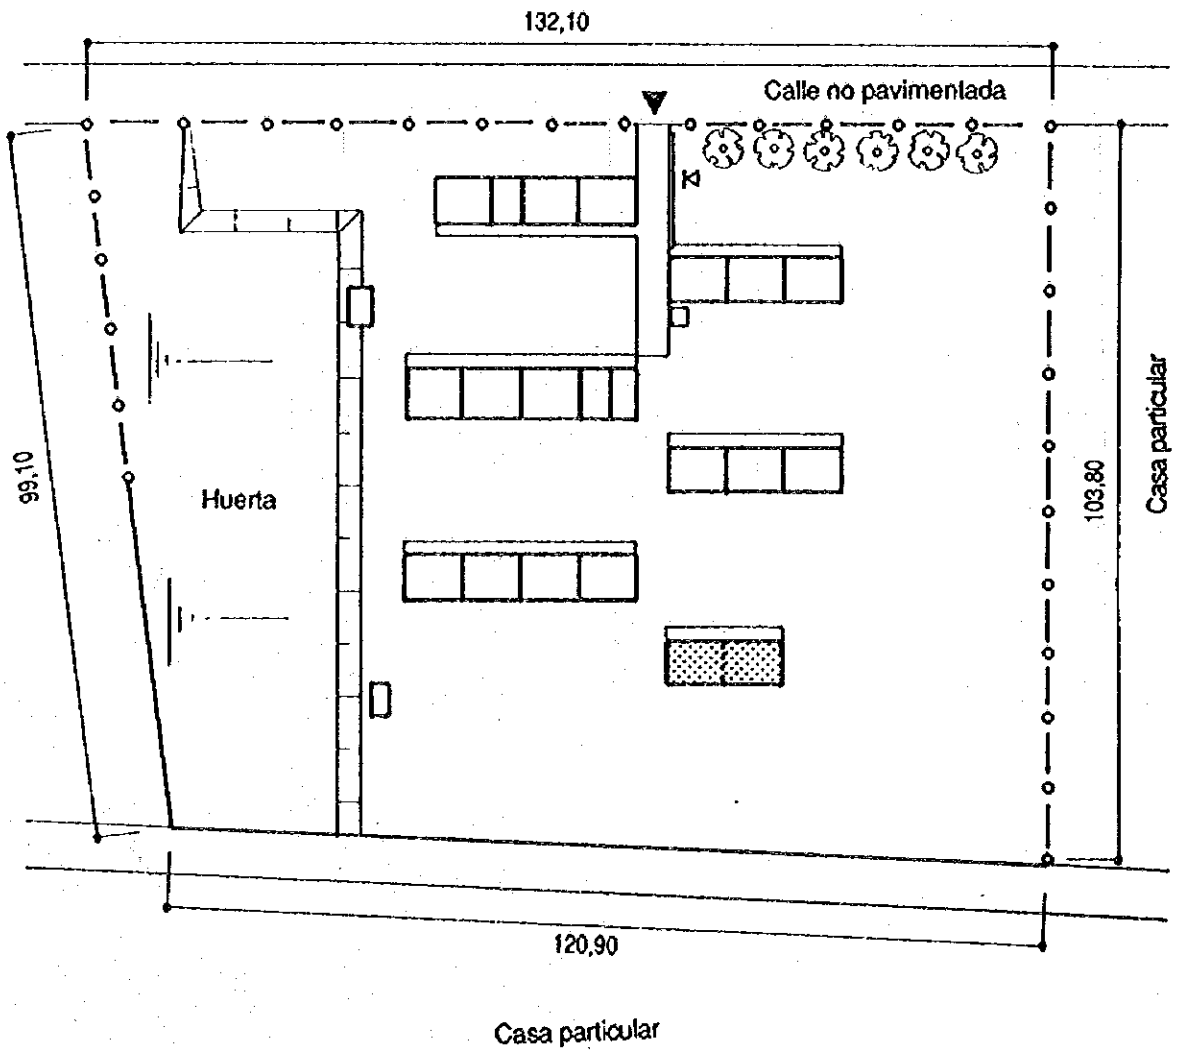 132,10
Calle no pavimentada
99,10
Huerta
103,80
Casa particular
120,90
Casa particular